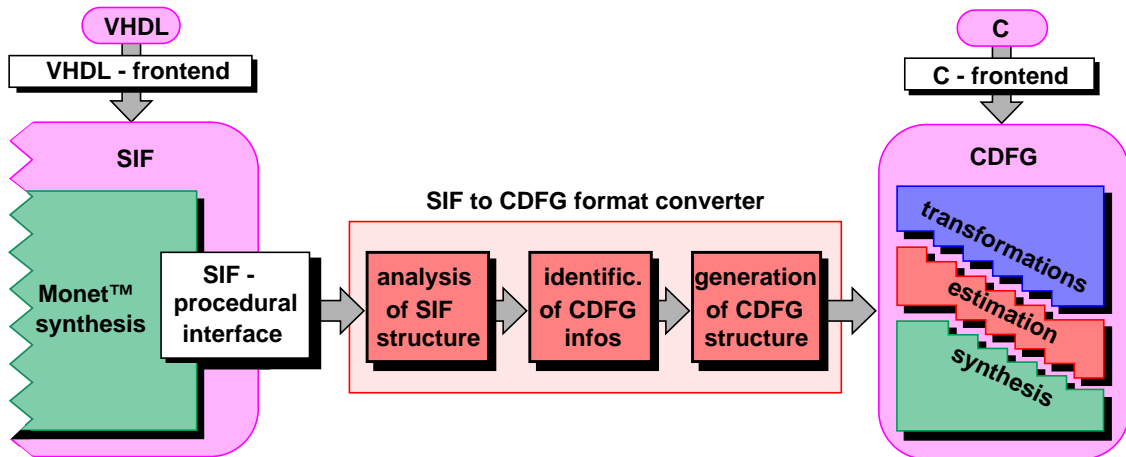 VHDL
VHDL - frontend
SIF
Monet™
synthesis
SIF -
procedural
interface
SIF to CDFG format converter
analysis
of SIF
structure
identific.
of CDFG
infos
generation
of CDFG
structure
C
C - frontend
CDFG
transformations
estimation
synthesis